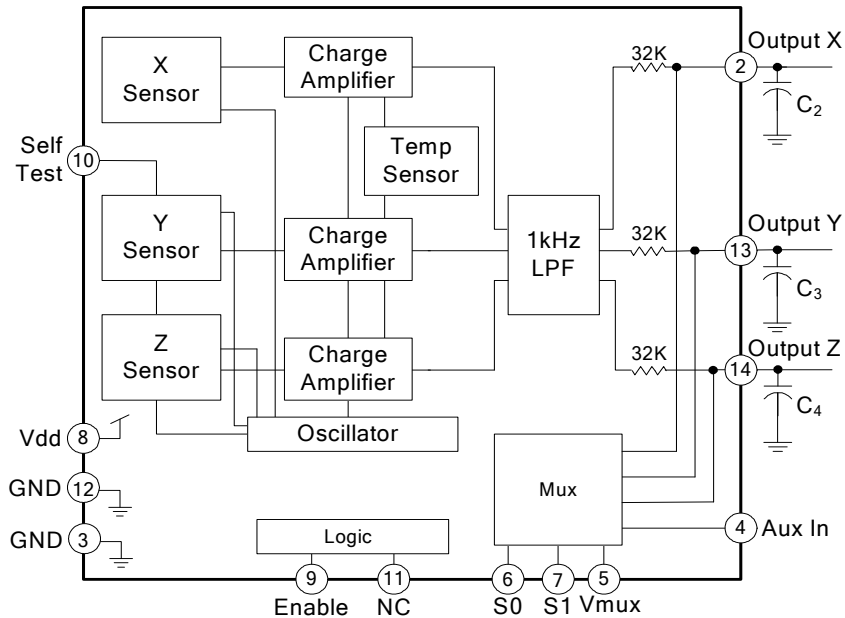 X
Sensor
Charge
Amplifier
32K
2
Output X
C2
Self
Test
10
Temp
Sensor
Y
Sensor
Charge
Amplifier
1kHz
LPF
32K
13
Output Y
C3
Z
Sensor
Charge
Amplifier
32K
14
Output Z
C4
Vdd
8
Oscillator
GND
12
Mux
GND
3
Logic
4
Aux In
9
11
6
7
5
Enable
NC
S0
S1
Vmux